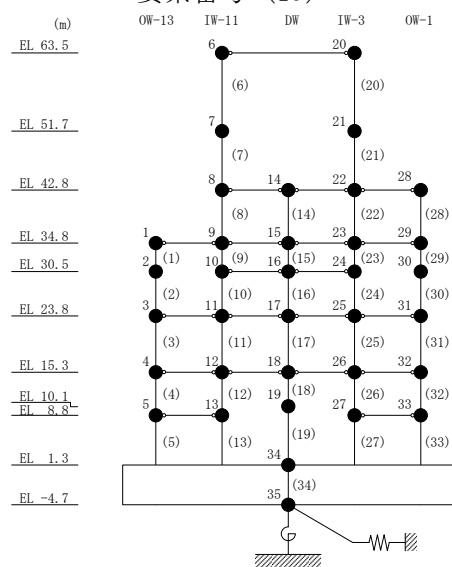 (m)
OW-13 IW-11 DW IW-3 OW-1
EL 63.5 6 20
(6) (20)
EL 51.7 7 21
(7) (21)
EL 42.8 8 14 22 28
(8) (14) (22) (28)
EL 34.8 1 9 15 23 29
(1) (9) (15) (23) (29)
EL 30.5 2 10 16 24 30
(2) (10) (16) (24) (30)
EL 23.8 3 11 17 25 31
(3) (11) (17) (25) (31)
EL 15.3 4 12 18 26 32
(4) (12) (18) (26) (32)
EL 10.1 19
EL 8.8 5 13 27 33
(5) (13) (19) (27) (33)
EL 1.3 34
(34)
EL -4.7 35